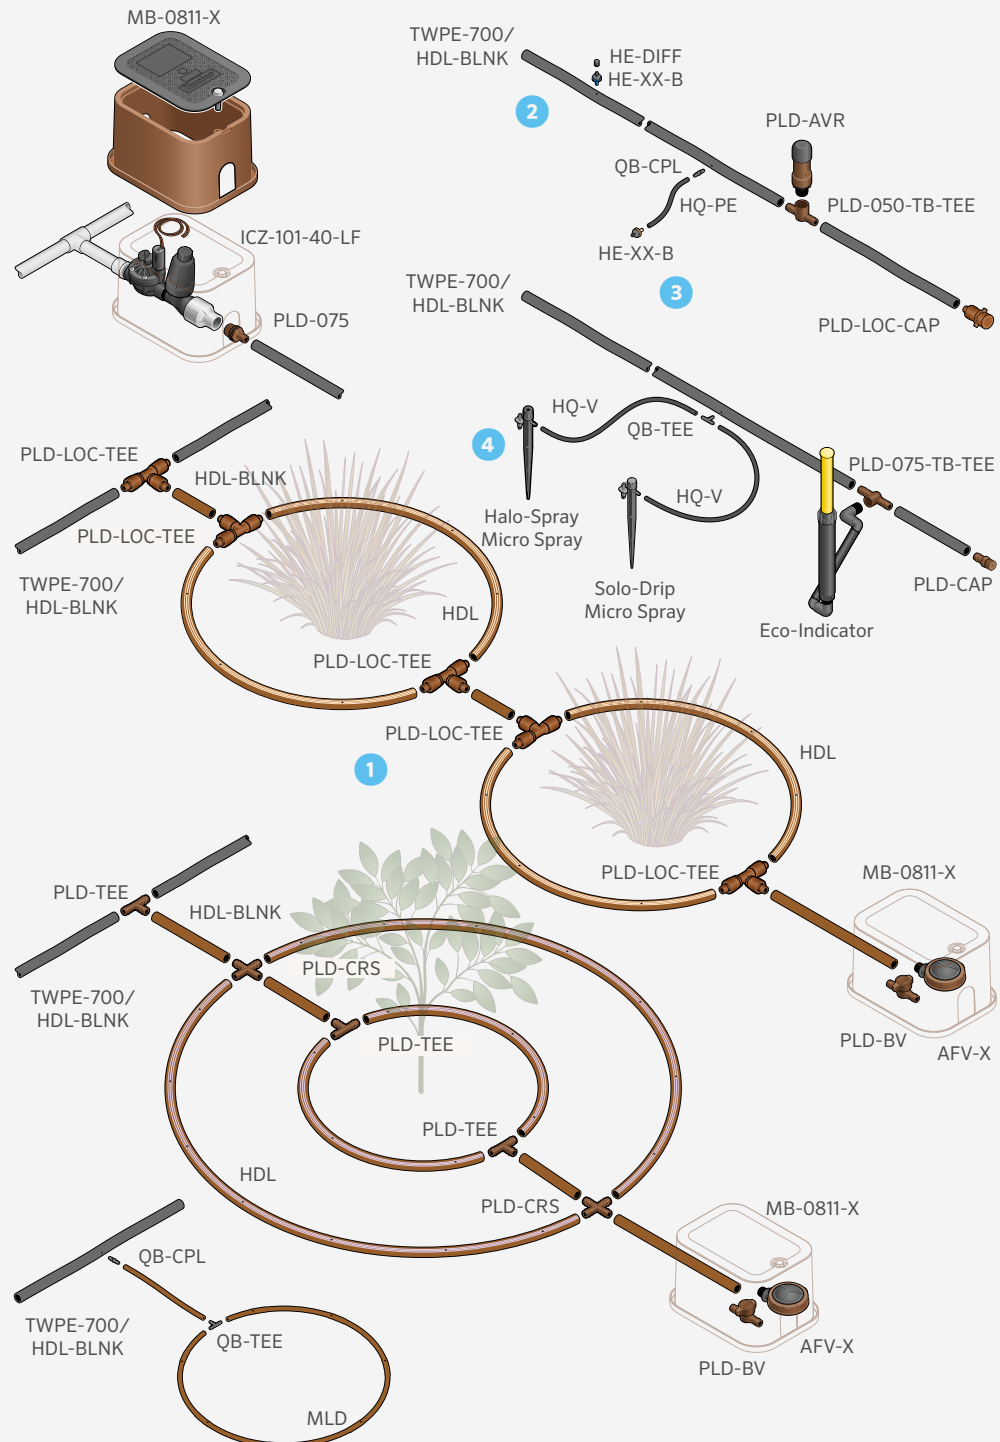 MB-0811-X
TWPE-700/
HDL-BLNK
HE-DIFF
HE-XX-B
2
PLD-AVR
QB-CPL
HQ-PE
PLD-050-TB-TEE
HE-XX-B
ICZ-101-40-LF
3
TWPE-700/
HDL-BLNK
PLD-075
PLD-LOC-CAP
HQ-V
QB-TEE
4
PLD-LOC-TEE
HDL-BLNK
PLD-075-TB-TEE
HQ-V
Halo-Spray
Micro Spray
PLD-LOC-TEE
TWPE-700/
HDL-BLNK
Solo-Drip
Micro Spray
PLD-CAP
HDL
Eco-Indicator
PLD-LOC-TEE
PLD-LOC-TEE
HDL
1
PLD-LOC-TEE
MB-0811-X
PLD-TEE
HDL-BLNK
PLD-CRS
TWPE-700/
HDL-BLNK
PLD-TEE
PLD-BV
AFV-X
PLD-TEE
HDL
PLD-CRS
MB-0811-X
QB-CPL
TWPE-700/
HDL-BLNK
QB-TEE
AFV-X
PLD-BV
MLD